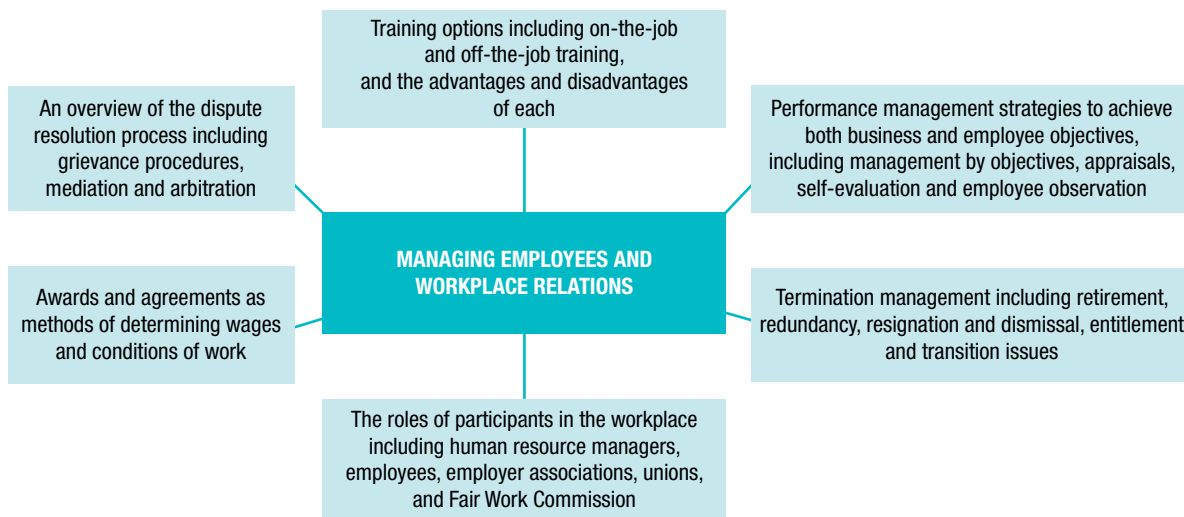 Training options including on-the-job
and off-the-job training,
and the advantages and disadvantages
of each
An overview of the dispute
resolution process including
grievance procedures,
mediation and arbitration
Performance management strategies to achieve
both business and employee objectives,
including management by objectives, appraisals,
self-evaluation and employee observation
MANAGING EMPLOYEES AND
WORKPLACE RELATIONS
Awards and agreements as
methods of determining wages
and conditions of work
Termination management including retirement,
redundancy, resignation and dismissal, entitlement
and transition issues
The roles of participants in the workplace
including human resource managers,
employees, employer associations, unions,
and Fair Work Commission